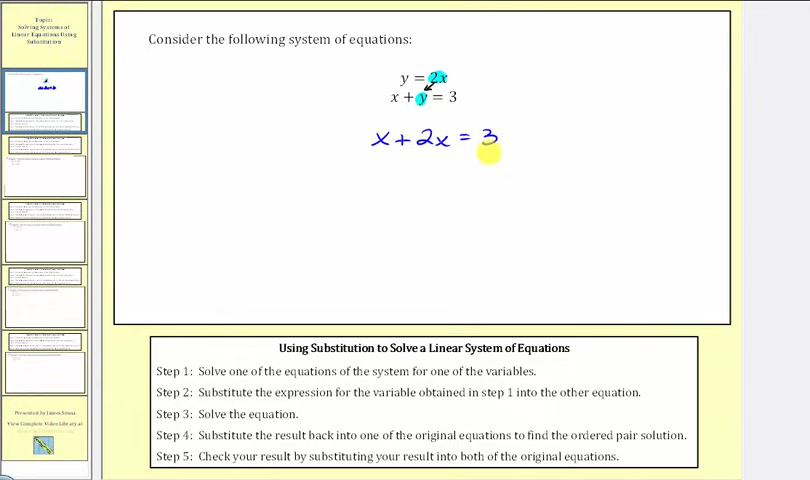 Topic:
Solving Systems of
Linear Equations Using
Substitution
Presented by James Sousa
View Complete Video Library at
Consider the following system of equations:
y = 2x
x + y = 3
x + 2x = 3
Using Substitution to Solve a Linear System of Equations
Step 1: Solve one of the equations of the system for one of the variables.
Step 2: Substitute the expression for the variable obtained in step 1 into the other equation.
Step 3: Solve the equation.
Step 4: Substitute the result back into one of the original equations to find the ordered pair solution.
Step 5: Check your result by substituting your result into both of the original equations.